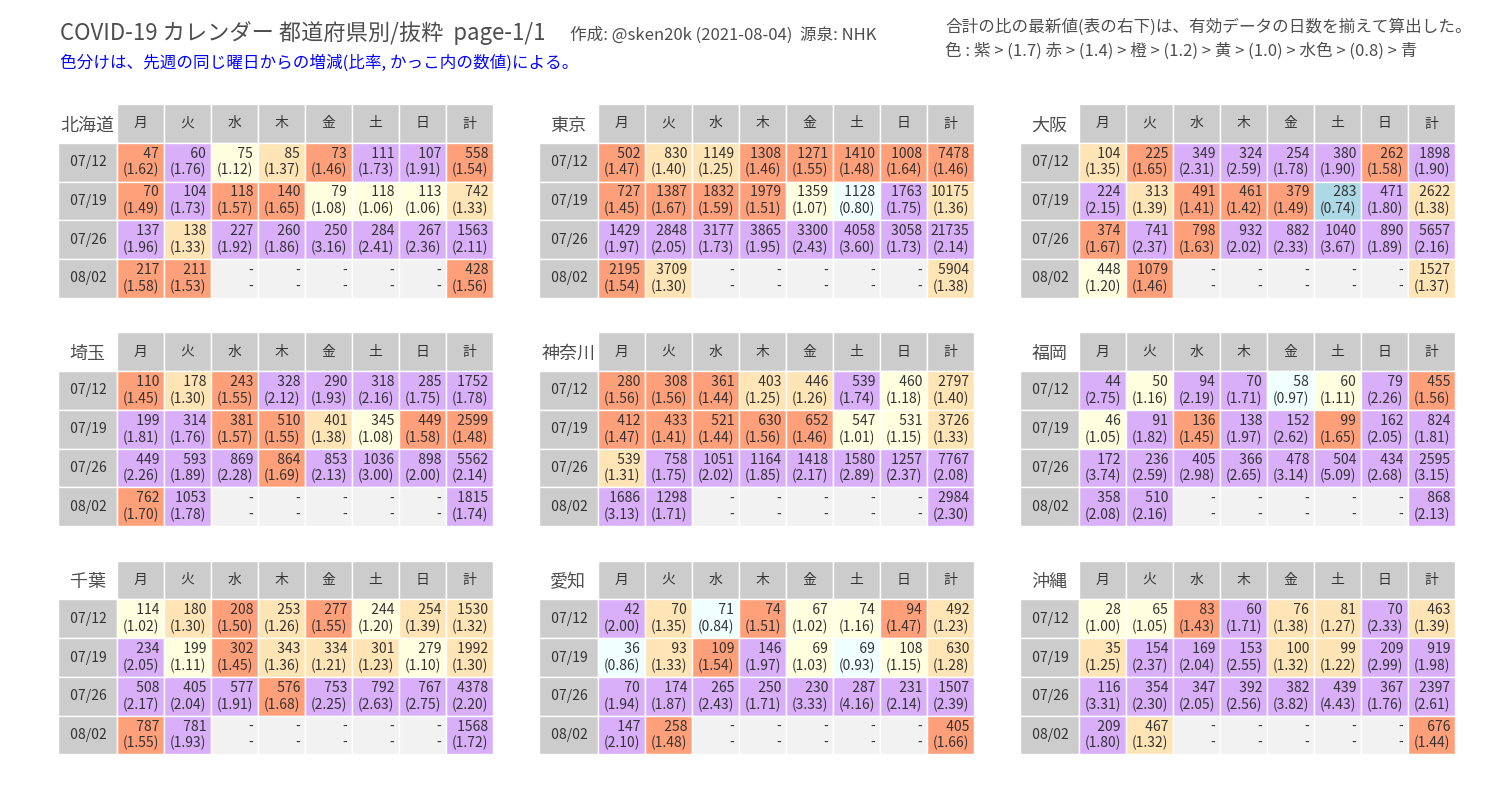 COVID-19 カレンダー 都道府県別/抜粋 page-1/1 作成: @sken20k (2021-08-04) 源泉: NHK
合計の比の最新値(表の右下)は、有効データの日数を揃えて算出した。
色分けは、先週の同じ曜日からの増減(比率, かっこ内の数値)による。
色 : 紫 > (1.7) 赤 > (1.4) > 橙 > (1.2) > 黄 > (1.0) > 水色 > (0.8) > 青
北海道 月 火 水 木 金 土 日 計
07/12 47 60 75 85 73 111 107 558
(1.62) (1.76) (1.12) (1.37) (1.46) (1.73) (1.91) (1.54)
07/19 70 104 118 140 79 118 113 742
(1.49) (1.73) (1.57) (1.65) (1.08) (1.06) (1.06) (1.33)
07/26 137 138 227 260 250 284 267 1563
(1.96) (1.33) (1.92) (1.86) (3.16) (2.41) (2.36) (2.11)
08/02 217 211 - - - - - 428
(1.58) (1.53) - - - - - (1.56)
東京 月 火 水 木 金 土 日 計
07/12 502 830 1149 1308 1271 1410 1008 7478
(1.47) (1.40) (1.25) (1.46) (1.55) (1.48) (1.64) (1.46)
07/19 727 1387 1832 1979 1359 1128 1763 10175
(1.45) (1.67) (1.59) (1.51) (1.07) (0.80) (1.75) (1.36)
07/26 1429 2848 3177 3865 3300 4058 3058 21735
(1.97) (2.05) (1.73) (1.95) (2.43) (3.60) (1.73) (2.14)
08/02 2195 3709 - - - - - 5904
(1.54) (1.30) - - - - - (1.38)
大阪 月 火 水 木 金 土 日 計
07/12 104 225 349 324 254 380 262 1898
(1.35) (1.65) (2.31) (2.59) (1.78) (1.90) (1.58) (1.90)
07/19 224 313 491 461 379 283 471 2622
(2.15) (1.39) (1.41) (1.42) (1.49) (0.74) (1.80) (1.38)
07/26 374 741 798 932 882 1040 890 5657
(1.67) (2.37) (1.63) (2.02) (2.33) (3.67) (1.89) (2.16)
08/02 448 1079 - - - - - 1527
(1.20) (1.46) - - - - - (1.37)
埼玉 月 火 水 木 金 土 日 計
07/12 110 178 243 328 290 318 285 1752
(1.45) (1.30) (1.55) (2.12) (1.93) (2.16) (1.75) (1.78)
07/19 199 314 381 510 401 345 449 2599
(1.81) (1.76) (1.57) (1.55) (1.38) (1.08) (1.58) (1.48)
07/26 449 593 869 864 853 1036 898 5562
(2.26) (1.89) (2.28) (1.69) (2.13) (3.00) (2.00) (2.14)
08/02 762 1053 - - - - - 1815
(1.70) (1.78) - - - - - (1.74)
神奈川 月 火 水 木 金 土 日 計
07/12 280 308 361 403 446 539 460 2797
(1.56) (1.56) (1.44) (1.25) (1.26) (1.74) (1.18) (1.40)
07/19 412 433 521 630 652 547 531 3726
(1.47) (1.41) (1.44) (1.56) (1.46) (1.01) (1.15) (1.33)
07/26 539 758 1051 1164 1418 1580 1257 7767
(1.31) (1.75) (2.02) (1.85) (2.17) (2.89) (2.37) (2.08)
08/02 1686 1298 - - - - - 2984
(3.13) (1.71) - - - - - (2.30)
福岡 月 火 水 木 金 土 日 計
07/12 44 50 94 70 58 60 79 455
(2.75) (1.16) (2.19) (1.71) (0.97) (1.11) (2.26) (1.56)
07/19 46 91 136 138 152 99 162 824
(1.05) (1.82) (1.45) (1.97) (2.62) (1.65) (2.05) (1.81)
07/26 172 236 405 366 478 504 434 2595
(3.74) (2.59) (2.98) (2.65) (3.14) (5.09) (2.68) (3.15)
08/02 358 510 - - - - - 868
(2.08) (2.16) - - - - - (2.13)
千葉 月 火 水 木 金 土 日 計
07/12 114 180 208 253 277 244 254 1530
(1.02) (1.30) (1.50) (1.26) (1.55) (1.20) (1.39) (1.32)
07/19 234 199 302 343 334 301 279 1992
(2.05) (1.11) (1.45) (1.36) (1.21) (1.23) (1.10) (1.30)
07/26 508 405 577 576 753 792 767 4378
(2.17) (2.04) (1.91) (1.68) (2.25) (2.63) (2.75) (2.20)
08/02 787 781 - - - - - 1568
(1.55) (1.93) - - - - - (1.72)
愛知 月 火 水 木 金 土 日 計
07/12 42 70 71 74 67 74 94 492
(2.00) (1.35) (0.84) (1.51) (1.02) (1.16) (1.47) (1.23)
07/19 36 93 109 146 69 69 108 630
(0.86) (1.33) (1.54) (1.97) (1.03) (0.93) (1.15) (1.28)
07/26 70 174 265 250 230 287 231 1507
(1.94) (1.87) (2.43) (1.71) (3.33) (4.16) (2.14) (2.39)
08/02 147 258 - - - - - 405
(2.10) (1.48) - - - - - (1.66)
沖縄 月 火 水 木 金 土 日 計
07/12 28 65 83 60 76 81 70 463
(1.00) (1.05) (1.43) (1.71) (1.38) (1.27) (2.33) (1.39)
07/19 35 154 169 153 100 99 209 919
(1.25) (2.37) (2.04) (2.55) (1.32) (1.22) (2.99) (1.98)
07/26 116 354 347 392 382 439 367 2397
(3.31) (2.30) (2.05) (2.56) (3.82) (4.43) (1.76) (2.61)
08/02 209 467 - - - - - 676
(1.80) (1.32) - - - - - (1.44)